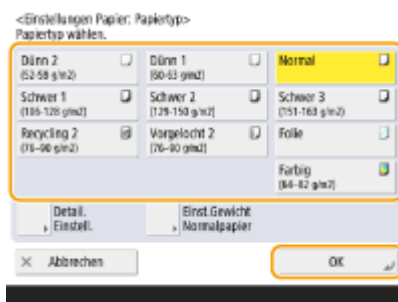 <Einstellungen Papier: Papiertyp>
Papiertyp wählen.
Dünn 2
(52-59 g/m2)
Dünn 1
(60-63 g/m2)
Normal
Schwer 1
(106-128 g/m2)
Schwer 2
(129-150 g/m2)
Schwer 3
(151-163 g/m2)
Recycling 2
(76-90 g/m2)
Vorgelocht 2
(76-90 g/m2)
Folie
Farbig
(64-82 g/m2)
Detail.
Einstell.
Einst.Gewicht
Normalpapier
Abbrechen
OK